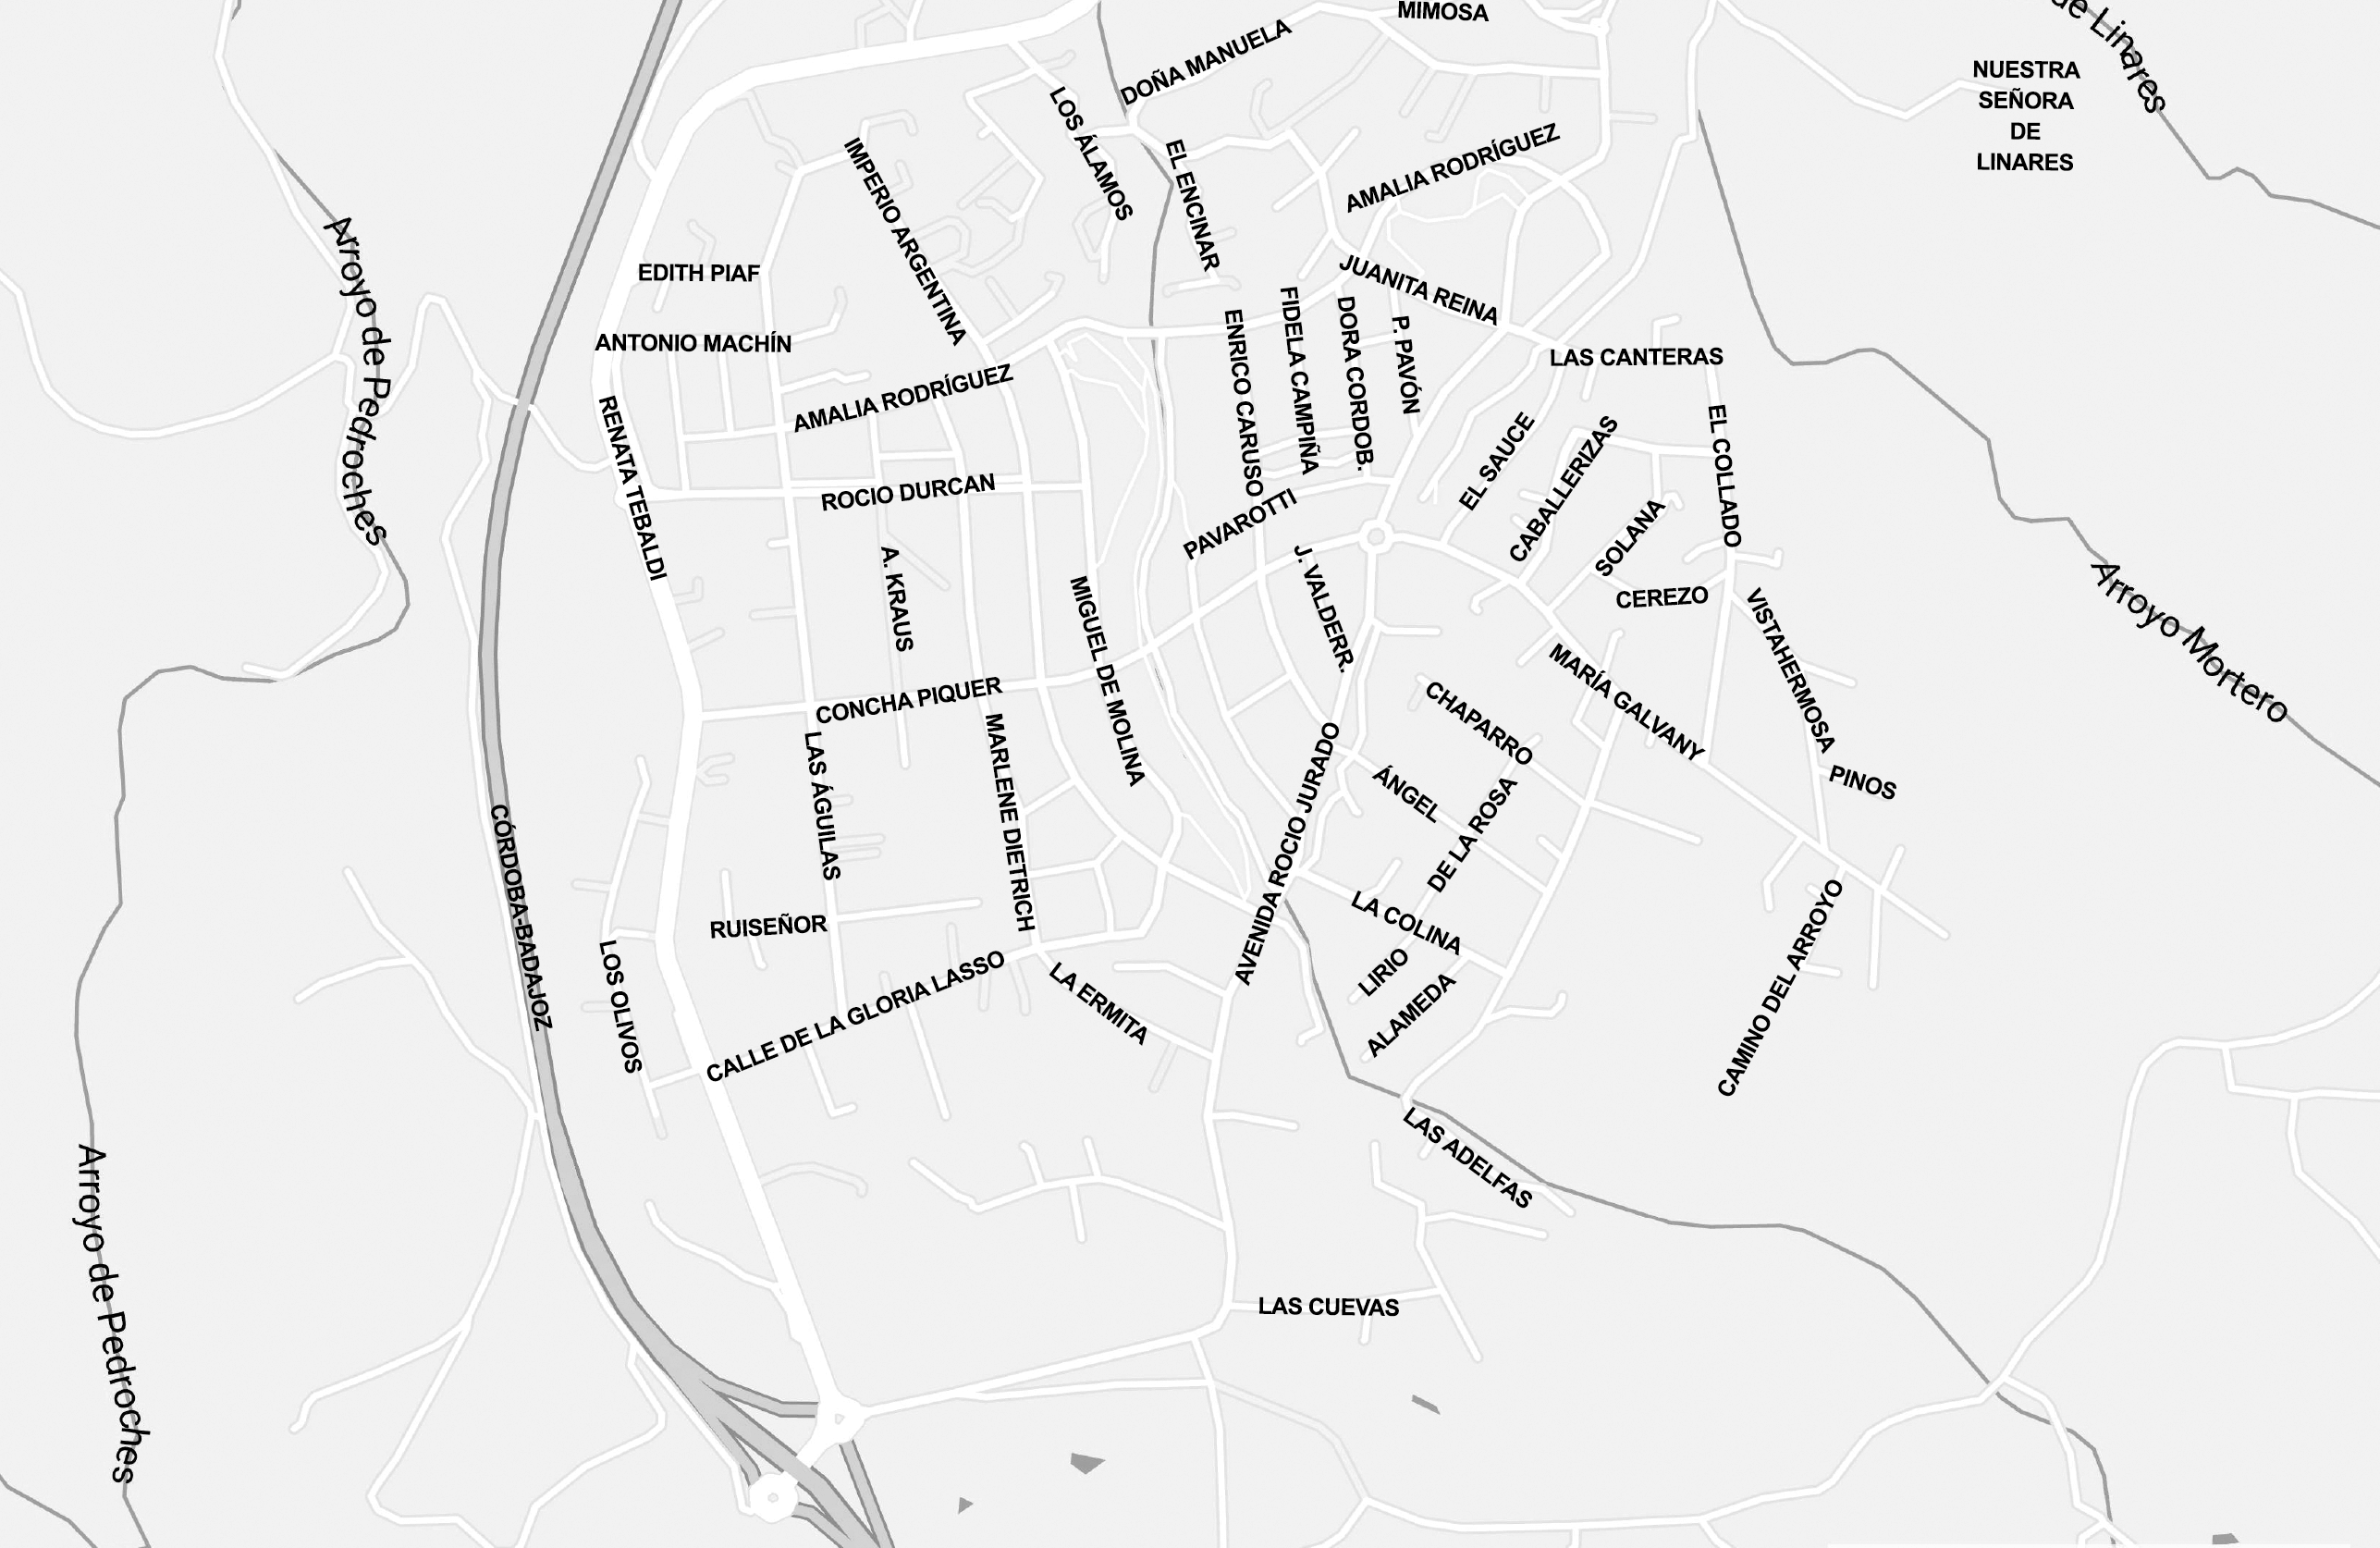 MIMOSA
de Linares
DOÑA MANUELA
NUESTRA
SEÑORA
DE
LINARES
LOS ÁLAMOS
IMPERIO ARGENTINA
EL ENCINAR
AMALIA RODRÍGUEZ
Arroyo de Pedroches
EDITH PIAF
JUANITA REINA
ANTONIO MACHÍN
ENRICO CARUSO
FIDELA CAMPIÑA
DORA CORDOB.
P. PAVÓN
LAS CANTERAS
AMALIA RODRÍGUEZ
RENATA TEBALDI
EL SAUCE
CABALLERIZAS
EL COLLADO
ROCIO DURCAN
PAVAROTTI
SOLANA
A. KRAUS
J. VALDERR.
MIGUEL DE MOLINA
CEREZO
VISTAHERMOSA
Arroyo Mortero
MARÍA GALVANY
CONCHA PIQUER
CHAPARRO
MARLENE DIETRICH
LAS ÁGUILAS
AVENIDA ROCIO JURADO
ÁNGEL
DE LA ROSA
PINOS
CÓRDOBA-BADAJOZ
RUISEÑOR
LA COLINA
CAMINO DEL ARROYO
LOS OLIVOS
CALLE DE LA GLORIA LASSO
LA ERMITA
LIRIO
ALAMEDA
LAS ADELFAS
Arroyo de Pedroches
LAS CUEVAS